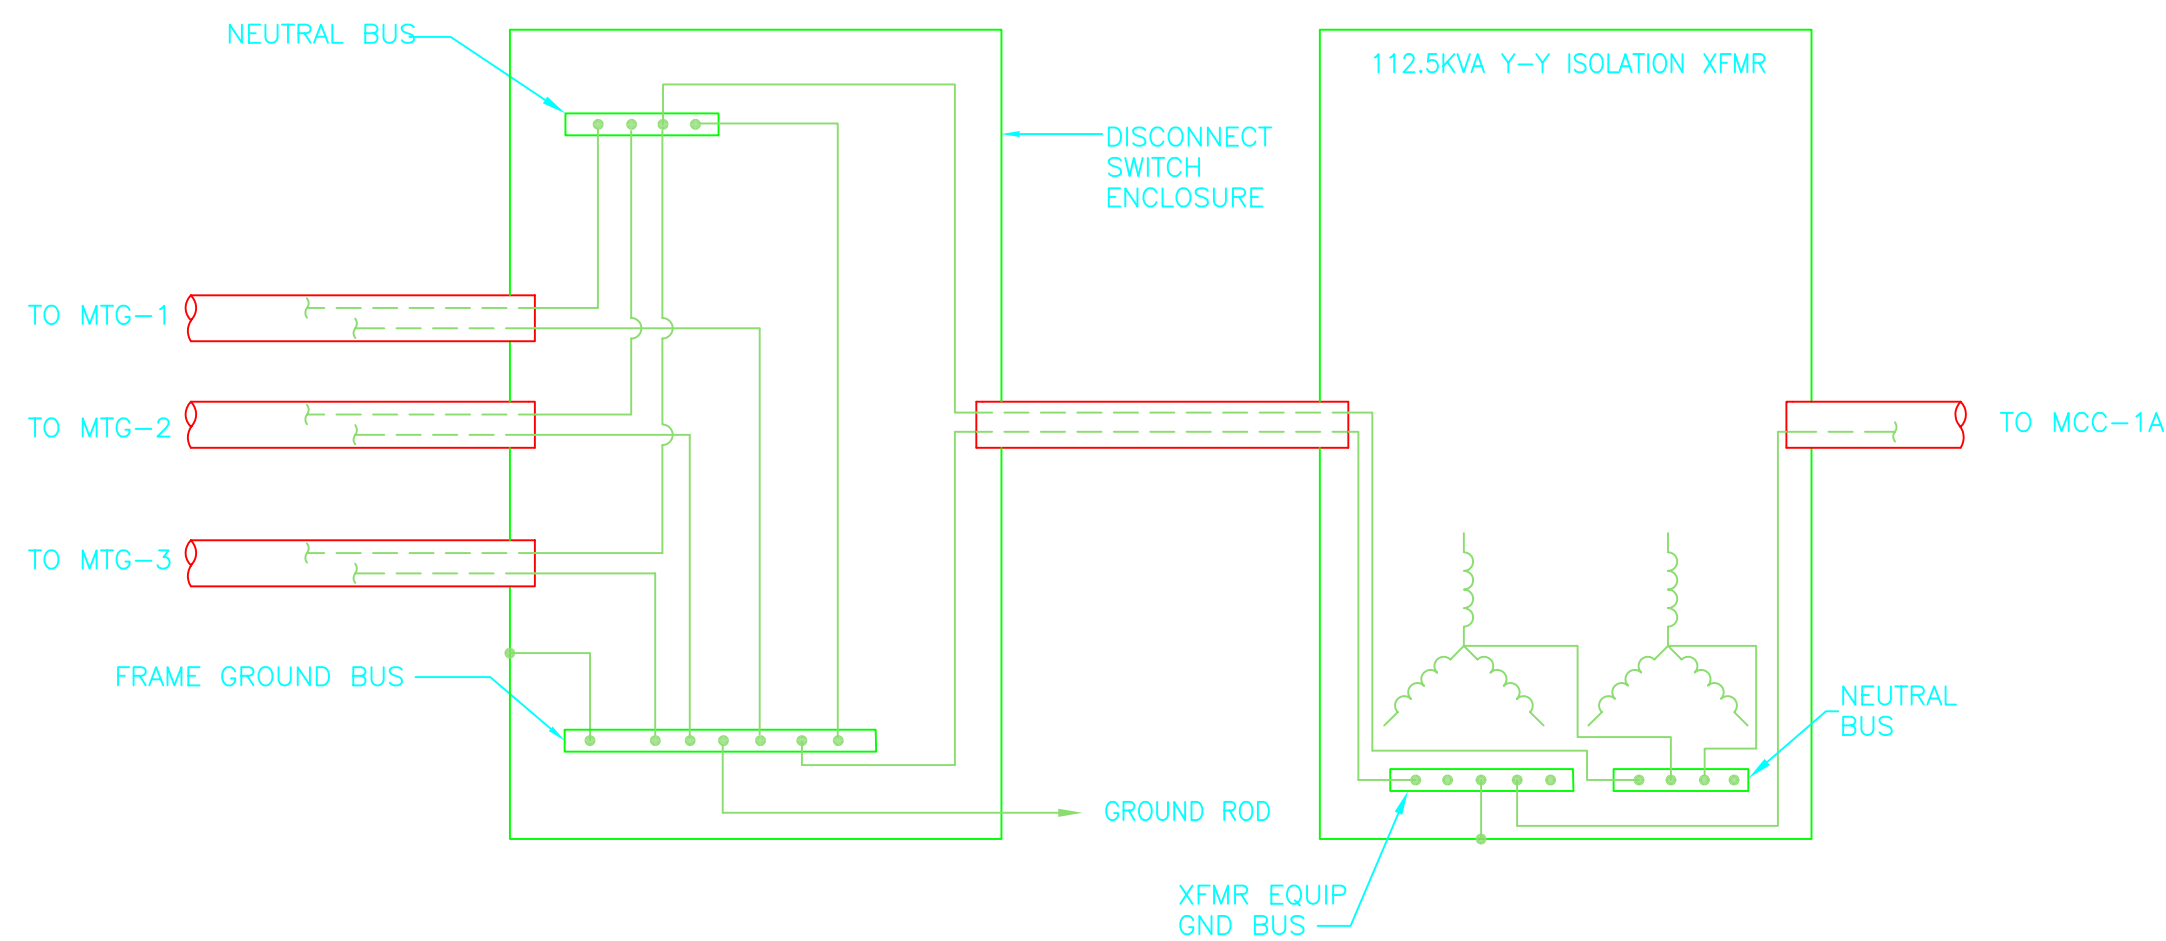 NEUTRAL BUS
112.5KVA Y-Y ISOLATION XFMR
DISCONNECT
SWITCH
ENCLOSURE
TO MTG-1
TO MTG-2
TO MCC-1A
TO MTG-3
FRAME GROUND BUS
NEUTRAL
BUS
GROUND ROD
XFMR EQUIP
GND BUS